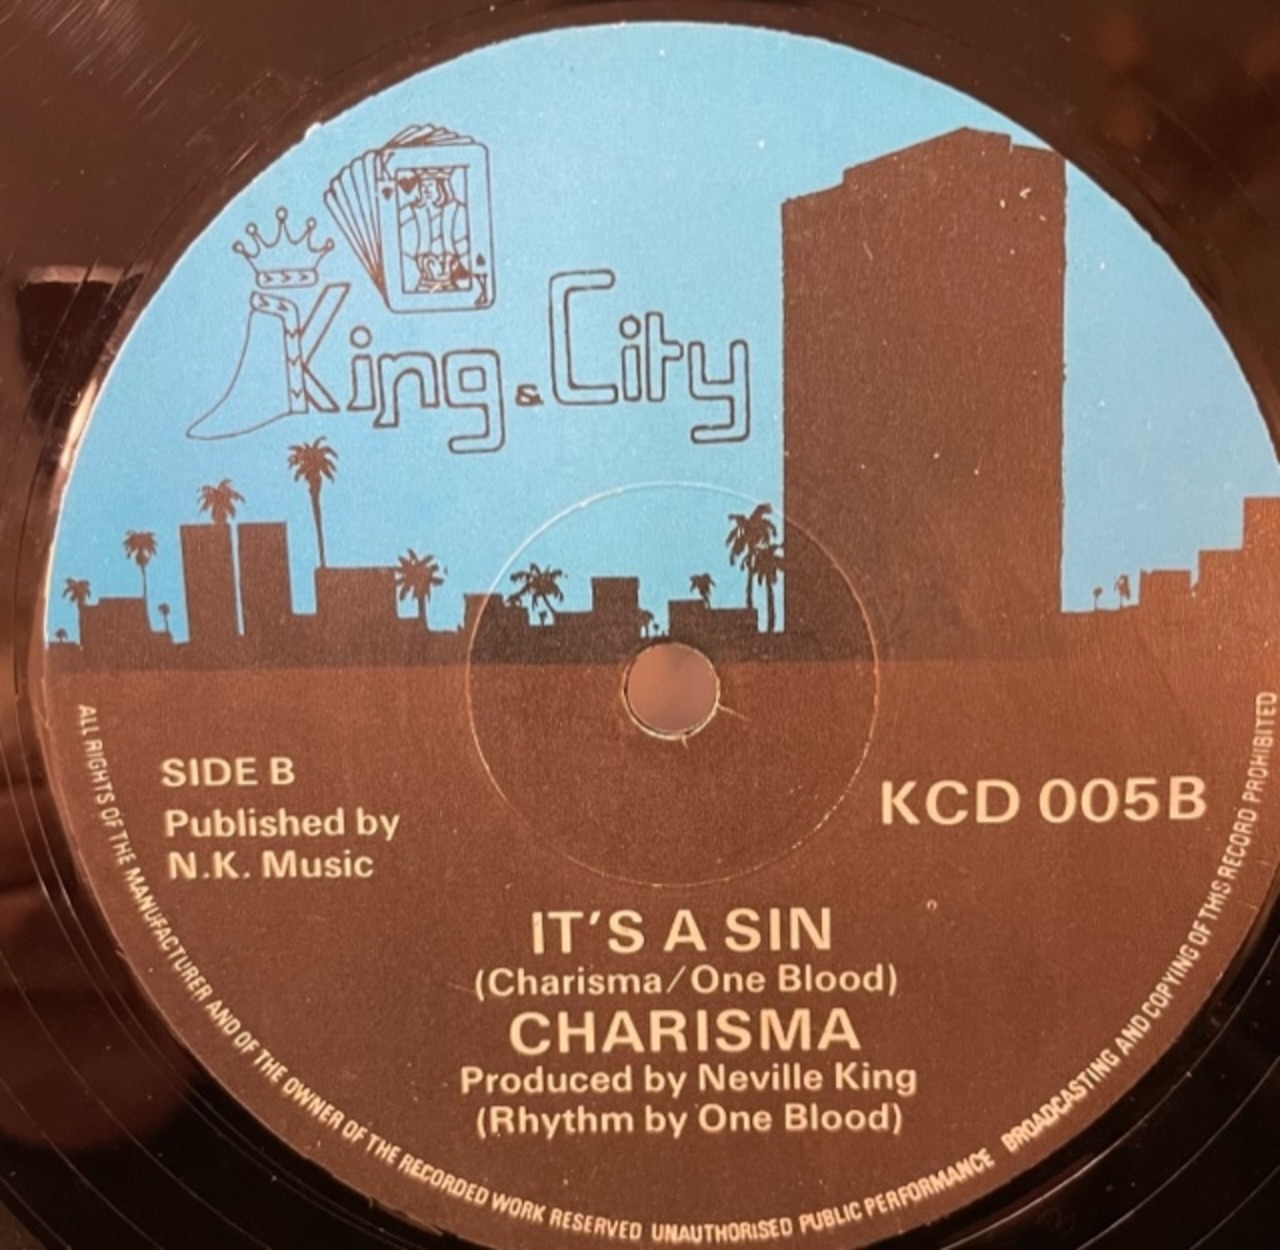 K
King & City
SIDE B
Published by
N.K. Music
KCD 005B
IT'S A SIN
(Charisma/One Blood)
CHARISMA
Produced by Neville King
(Rhythm by One Blood)
ALL RIGHTS OF THE MANUFACTURER AND OF THE OWNER OF THE RECORDED WORK RESERVED UNAUTHORISED PUBLIC PERFORMANCE BROADCASTING AND COPYING OF THIS RECORD PROHIBITED